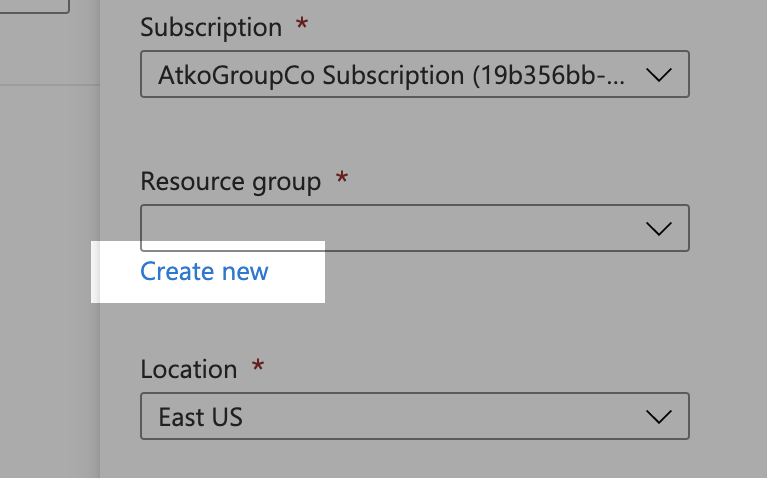 Subscription *
AtkoGroupCo Subscription (19b356bb-...
Resource group *
Create new
Location *
East US